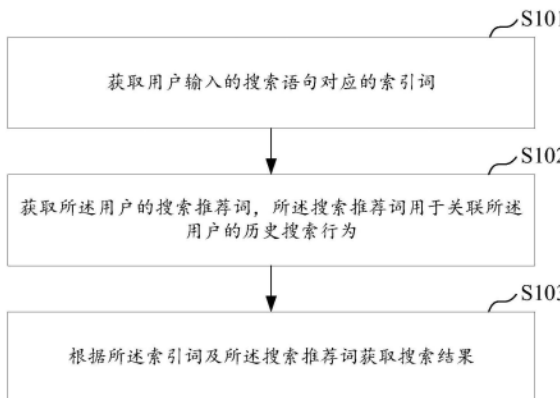 S101
获取用户输入的搜索语句对应的索引词
S102
获取所述用户的搜索推荐词，所述搜索推荐词用于关联所述
用户的历史搜索行为
S103
根据所述索引词及所述搜索推荐词获取搜索结果